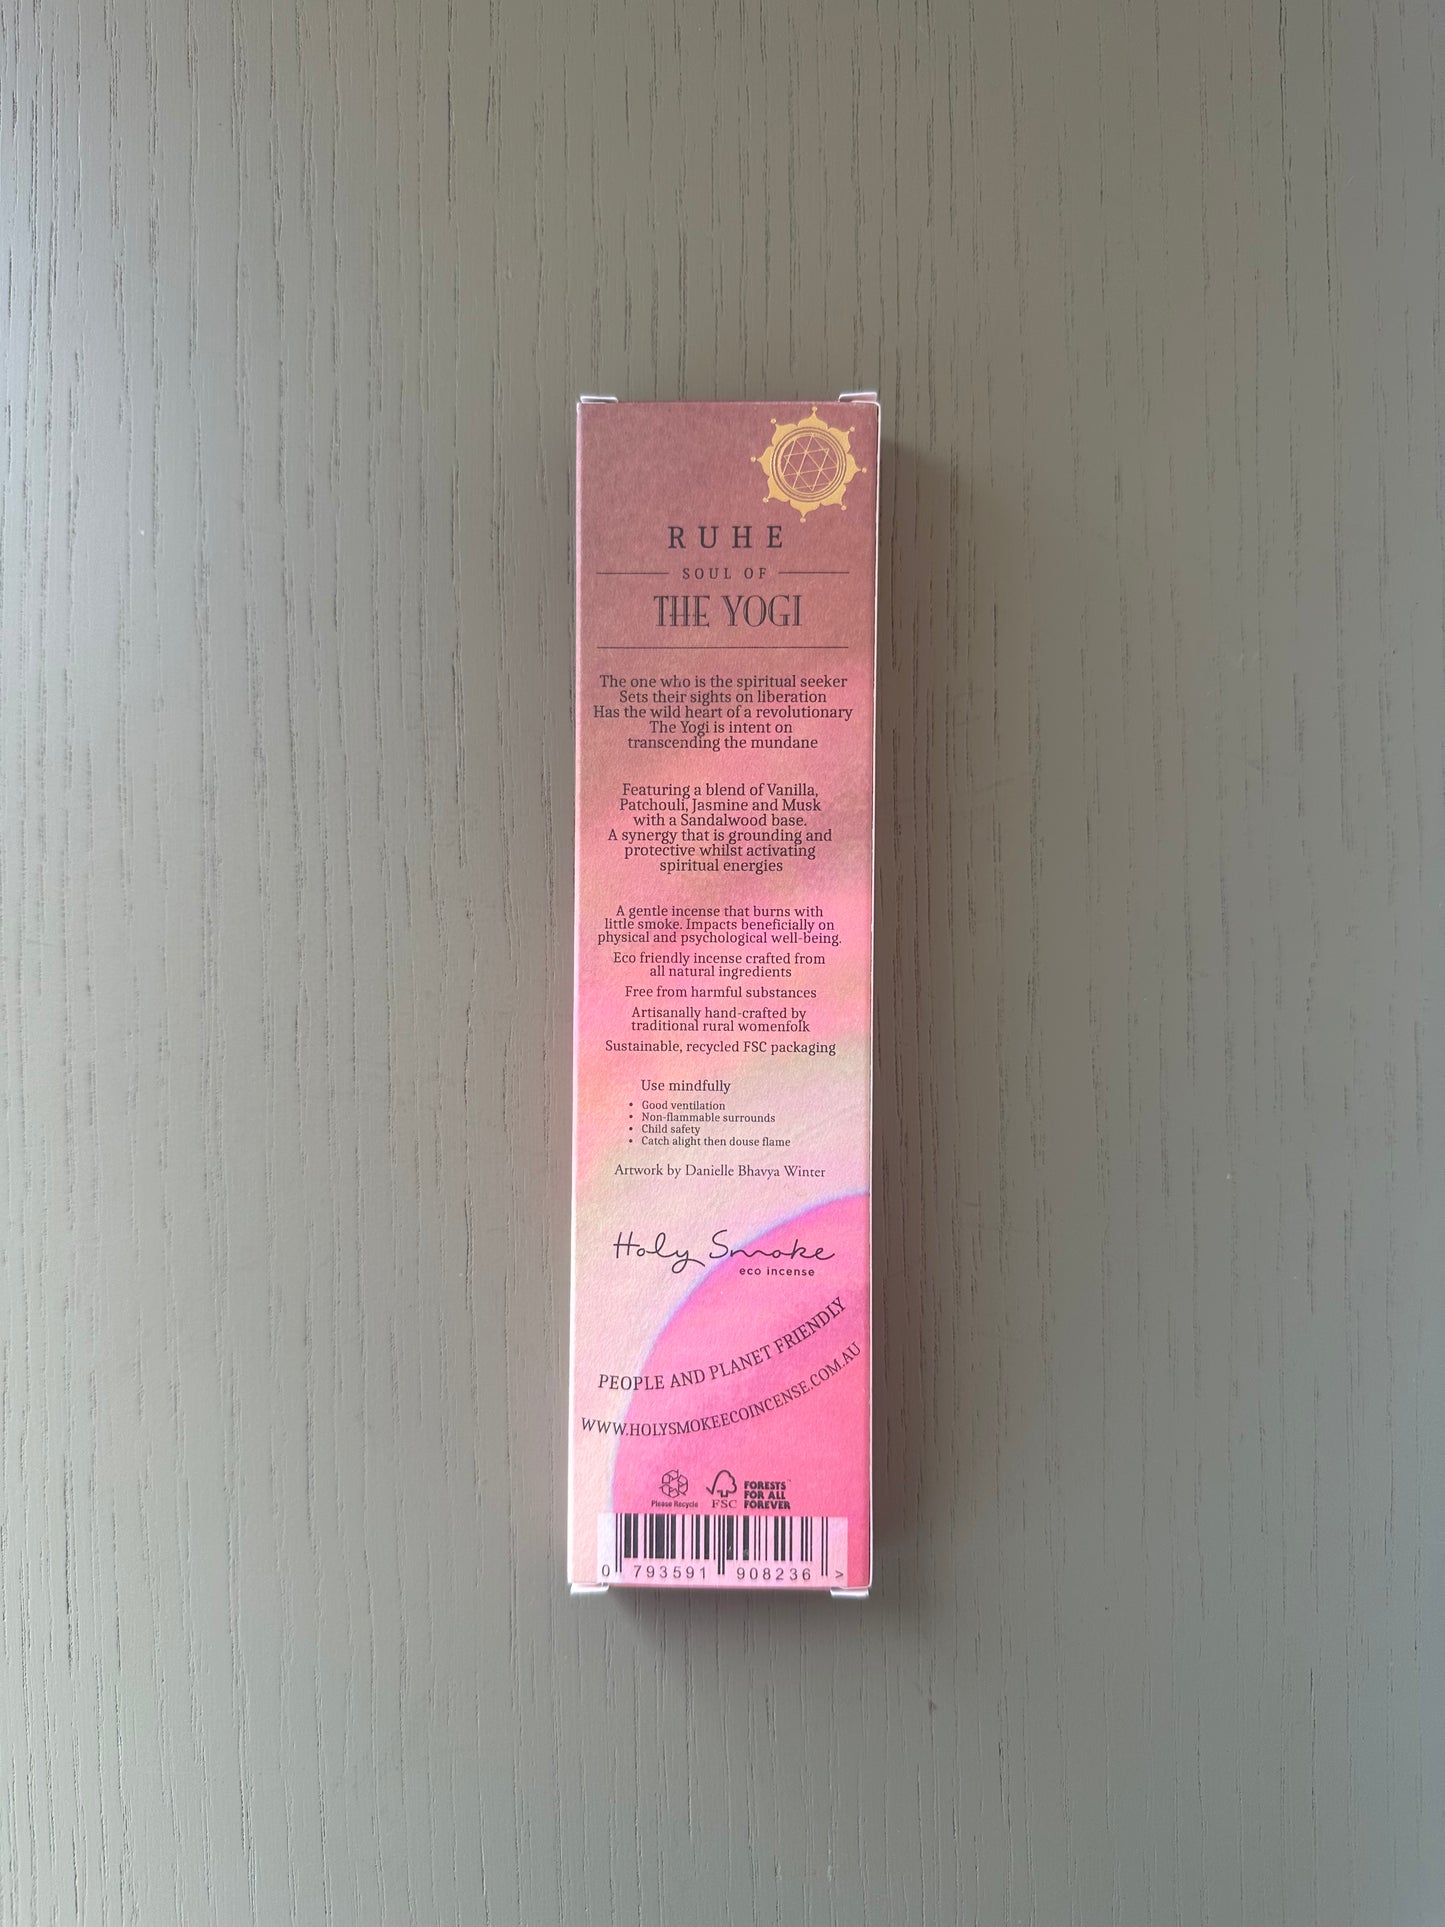 RUHE
SOUL OF
THE YOGI
The one who is the spiritual seeker
Sets their sights on liberation
Has the wild heart of a revolutionary
The Yogi is intent on
transcending the mundane
Featuring a blend of Vanilla,
Patchouli, Jasmine and Musk
with a Sandalwood base.
A synergy that is grounding and
protective whilst activating
spiritual energies
A gentle incense that burns with
little smoke. Impacts beneficially on
physical and psychological well-being.
Eco friendly incense crafted from
all natural ingredients
Free from harmful substances
Artisanally hand-crafted by
traditional rural womenfolk
Sustainable, recycled FSC packaging
Use mindfully
• Good ventilation
• Non-flammable surrounds
• Child safety
• Catch alight then douse flame
Artwork by Danielle Bhavya Winter
Holy Smoke
eco incense
PEOPLE AND PLANET FRIENDLY
WWW.HOLYSMOKEECOINCENSE.COM.AU
Please Recycle
FSC
FORESTS
FOR ALL
FOREVER™
0 793591 908236 >